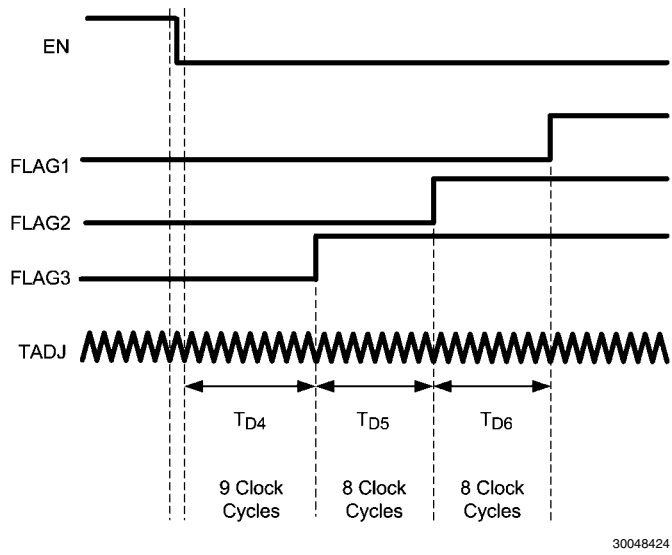 EN
FLAG1
FLAG2
FLAG3
TADJ
TD4
TD5
TD6
9 Clock
Cycles
8 Clock
Cycles
8 Clock
Cycles
30048424